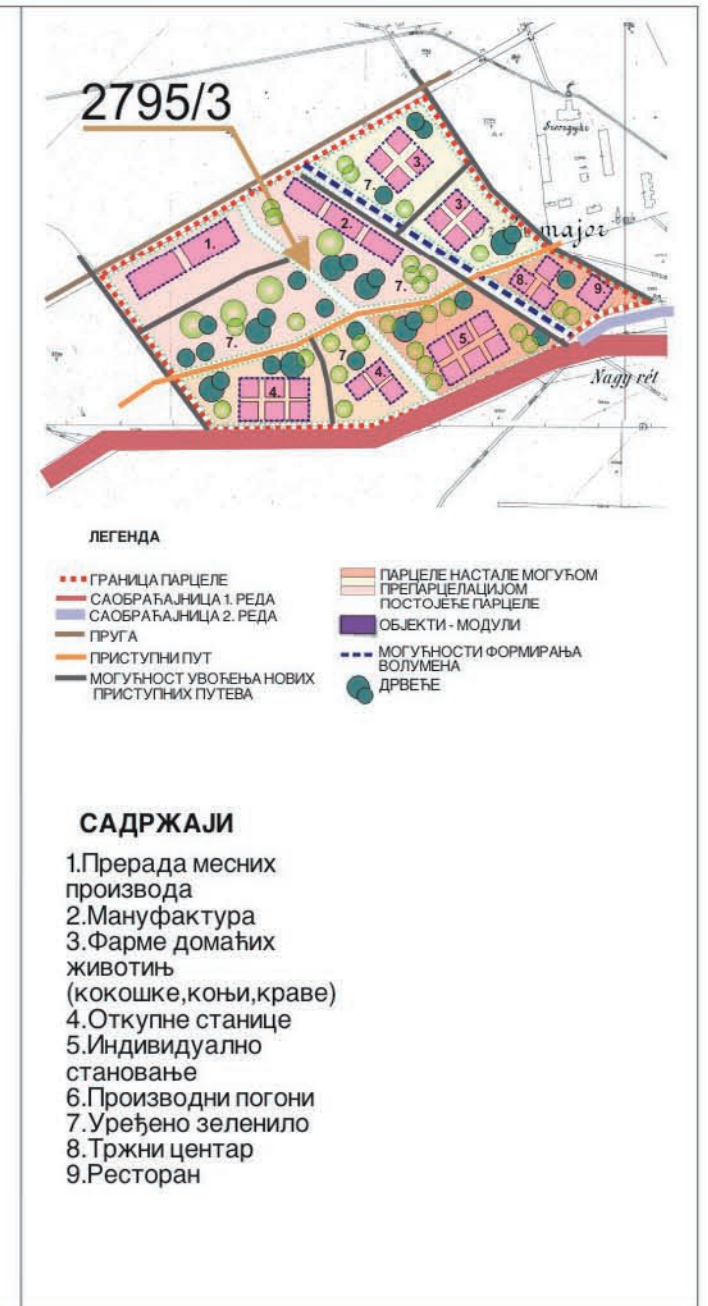 2795/3
3.
7.
3.
major
2.
1.
7.
8.
9.
7.
5.
7
4.
4.
Nagy rét
ЛЕГЕНДА
ГРАНИЦА ПАРЦЕЛЕ
САОБРАЋАЈНИЦА 1. РЕДА
САОБРАЋАЈНИЦА 2. РЕДА
ПРУГА
ПРИСТУПНИ ПУТ
МОГУЋНОСТ УВОЂЕЊА НОВИХ
ПРИСТУПНИХ ПУТЕВА
ПАРЦЕЛЕ НАСТАЛЕ МОГУЋОМ
ПРЕПАРЦЕЛАЦИЈОМ
ПОСТОЈЕЋЕ ПАРЦЕЛЕ
ОБЈЕКТИ - МОДУЛИ
МОГУЋНОСТИ ФОРМИРАЊА
ВОЛУМЕНА
ДРВЕЋЕ
САДРЖАЈИ
1.Прерада месних
производа
2.Мануфактура
3.Фарме домаћих
животињ
(кокошке,коњи,краве)
4.Откупне станице
5.Индивидуално
становање
6.Производни погони
7.Уређено зеленило
8.Тржни центар
9.Ресторан